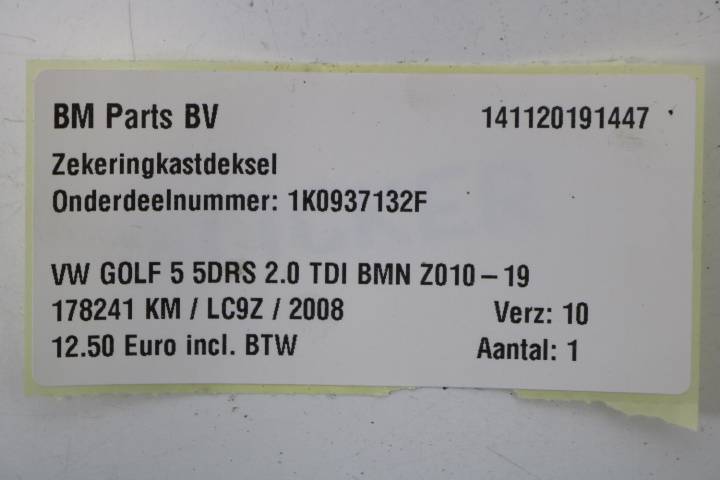 BM Parts BV 141120191447
Zekeringkastdeksel
Onderdeelnummer: 1K0937132F
VW GOLF 5 5DRS 2.0 TDI BMN Z010-19
178241 KM / LC9Z / 2008 Verz: 10
12.50 Euro incl. BTW Aantal: 1